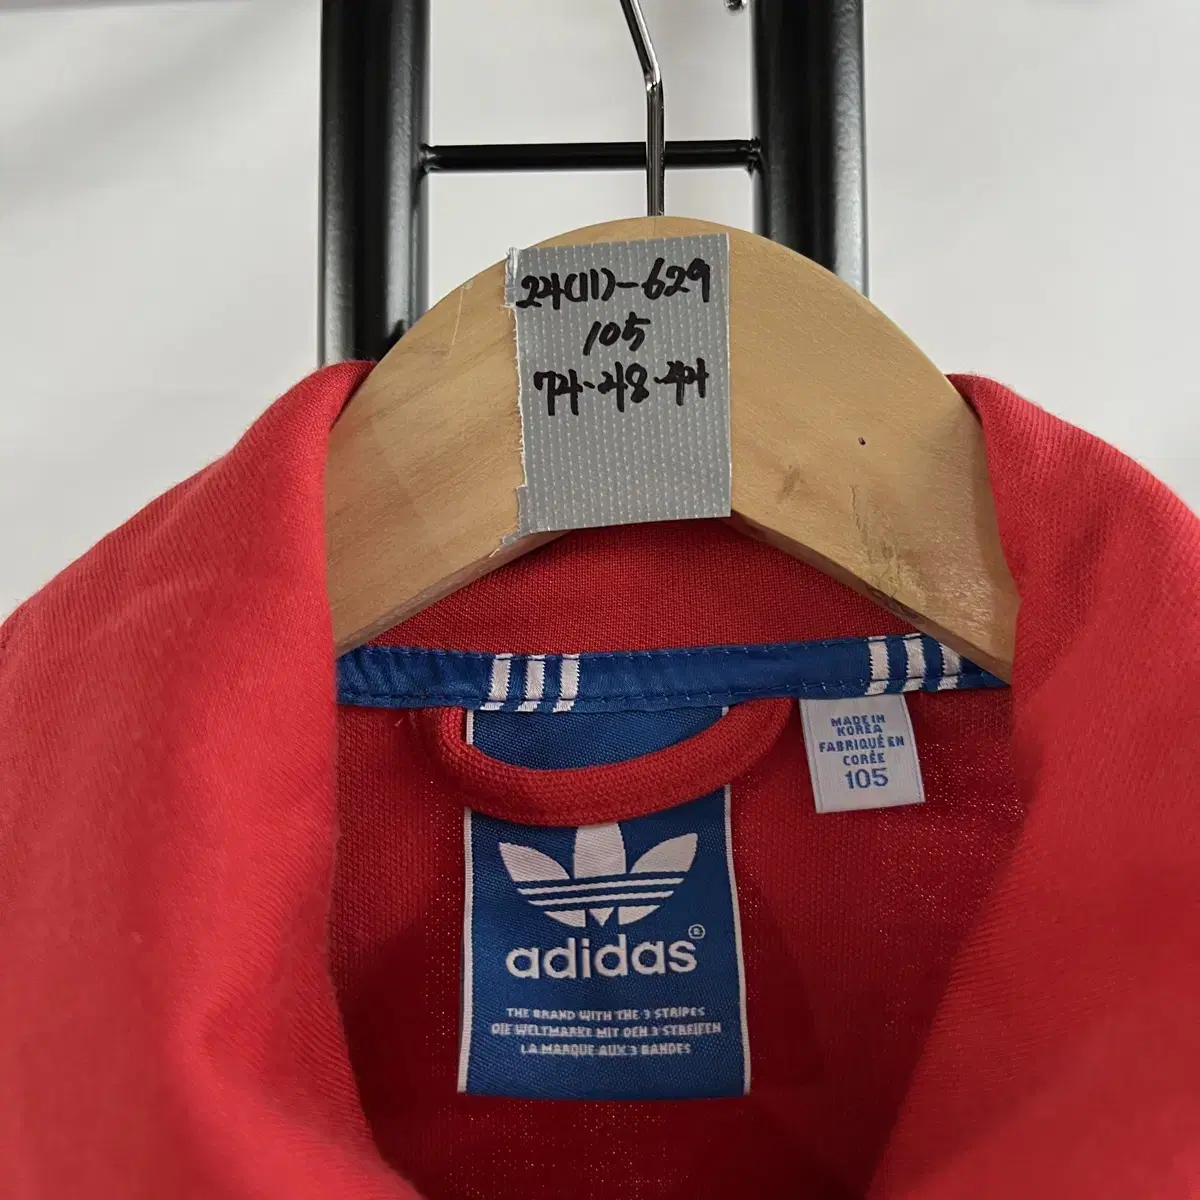 24(11)-629
105
74-48-44
MADE IN
KOREA
FABRIQUÉ EN
CORÉE
105
adidas®
THE BRAND WITH THE 3 STRIPES
DIE WELTMARKE MIT DEN 3 STREIFEN
LA MARQUE AUX 3 BANDES